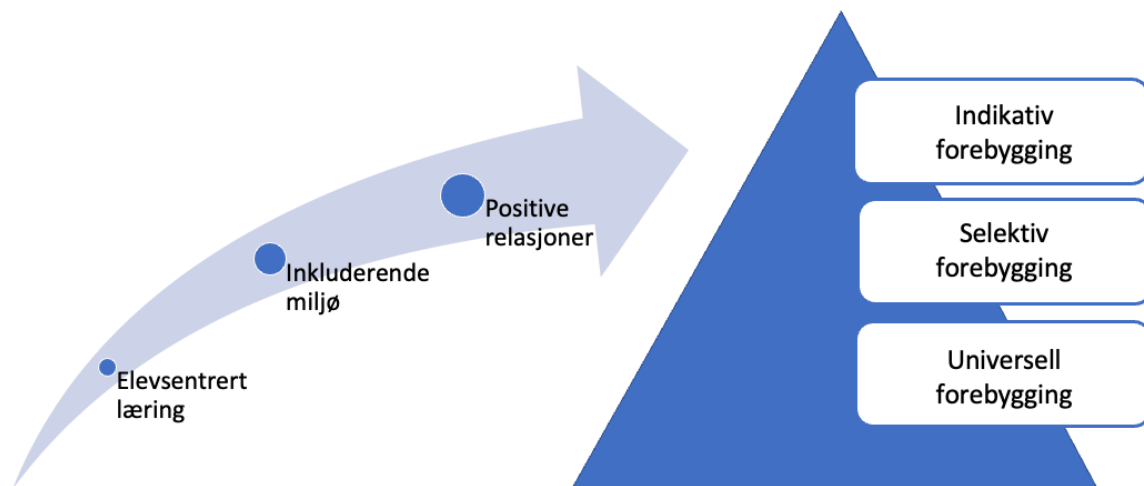 Elevsentrert
læring
Inkluderende
miljø
Positive
relasjoner
Indikativ
forebygging
Selektiv
forebygging
Universell
forebygging